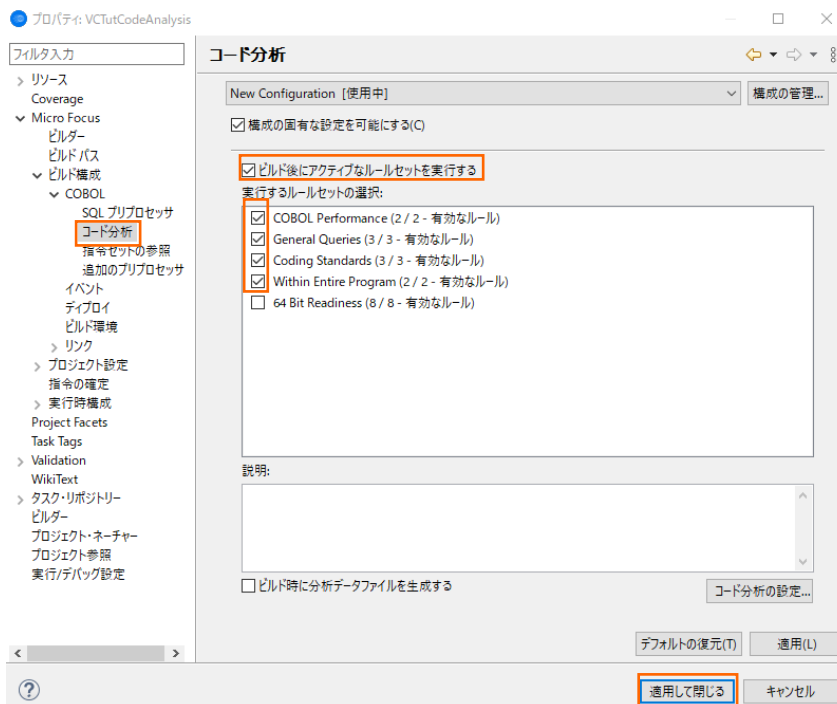 プロパティ: VCTutCodeAnalysis
フィルタ入力
リソース
Coverage
Micro Focus
ビルダー
ビルド パス
ビルド構成
COBOL
SQL プリプロセッサ
コード分析
指令セットの参照
追加のプリプロセッサ
イベント
ディプロイ
ビルド環境
リンク
プロジェクト設定
指令の確定
実行時構成
Project Facets
Task Tags
Validation
WikiText
タスク・リポジトリー
ビルダー
プロジェクト・ネーチャー
プロジェクト参照
実行/デバッグ設定
コード分析
New Configuration [使用中]
構成の管理...
構成の固有な設定を可能にする(C)
ビルド後にアクティブなルールセットを実行する
実行するルールセットの選択:
COBOL Performance (2 / 2 - 有効なルール)
General Queries (3 / 3 - 有効なルール)
Coding Standards (3 / 3 - 有効なルール)
Within Entire Program (2 / 2 - 有効なルール)
64 Bit Readiness (8 / 8 - 有効なルール)
説明:
ビルド時に分析データファイルを生成する
コード分析の設定...
デフォルトの復元(T)
適用(L)
?
適用して閉じる
キャンセル